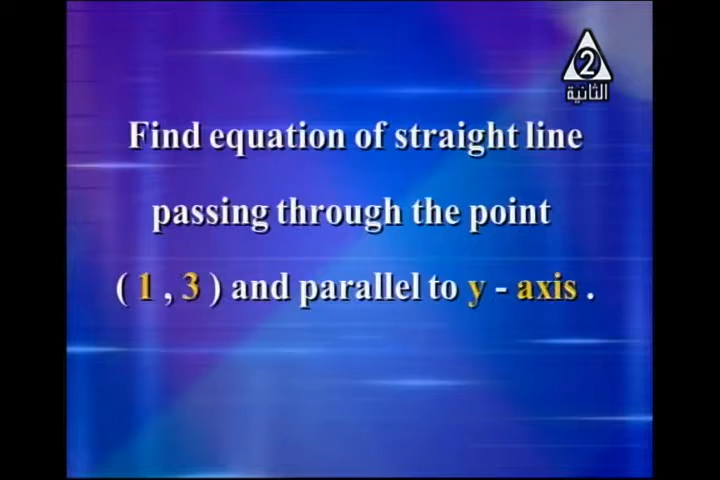 2
الثانية
Find equation of straight line
passing through the point
( 1 , 3 ) and parallel to y - axis .